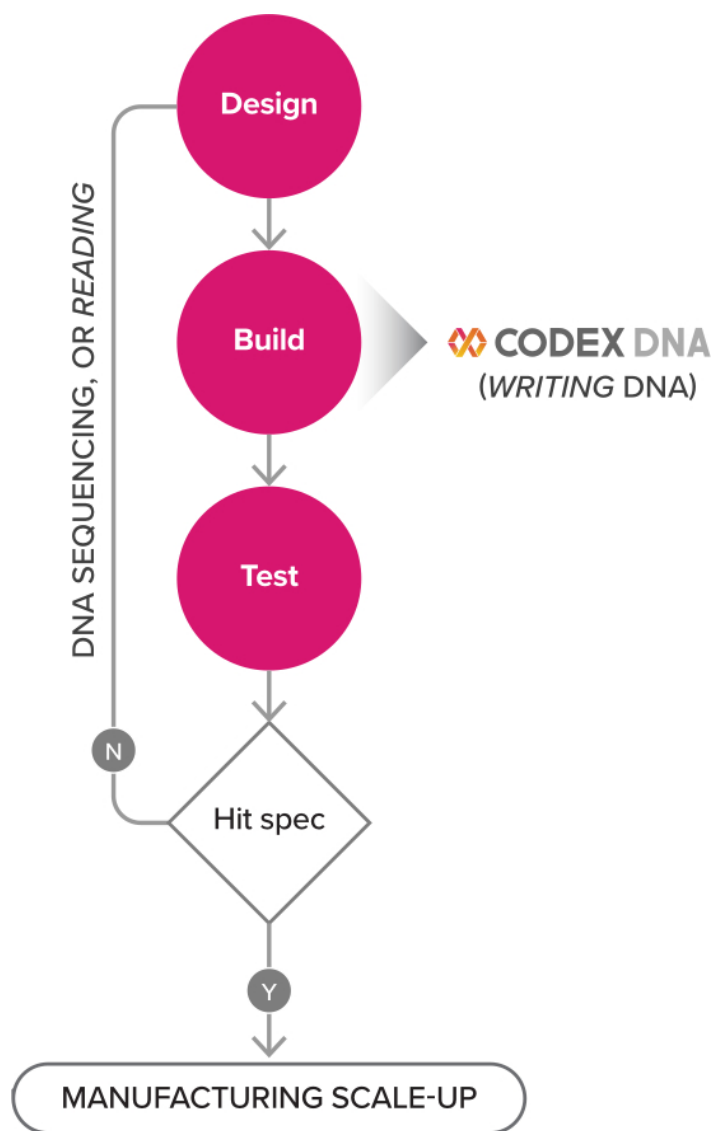 Design
DNA SEQUENCING, OR READING
Build
CODEX DNA
(WRITING DNA)
Test
N
Hit spec
Y
MANUFACTURING SCALE-UP